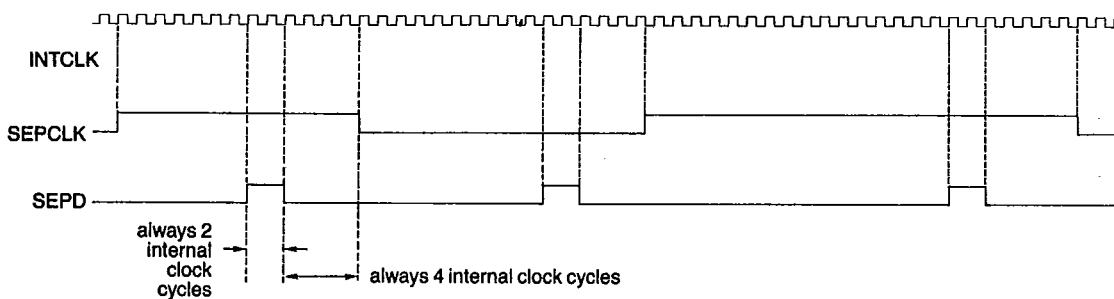 INTCLK
SEPCLK
SEPD
always 2
internal
clock
cycles
always 4 internal clock cycles